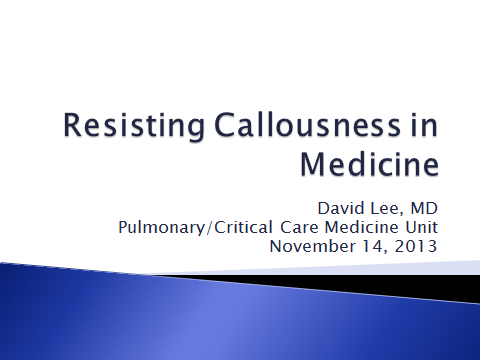 Resisting Callousness in
Medicine
David Lee, MD
Pulmonary/Critical Care Medicine Unit
November 14, 2013